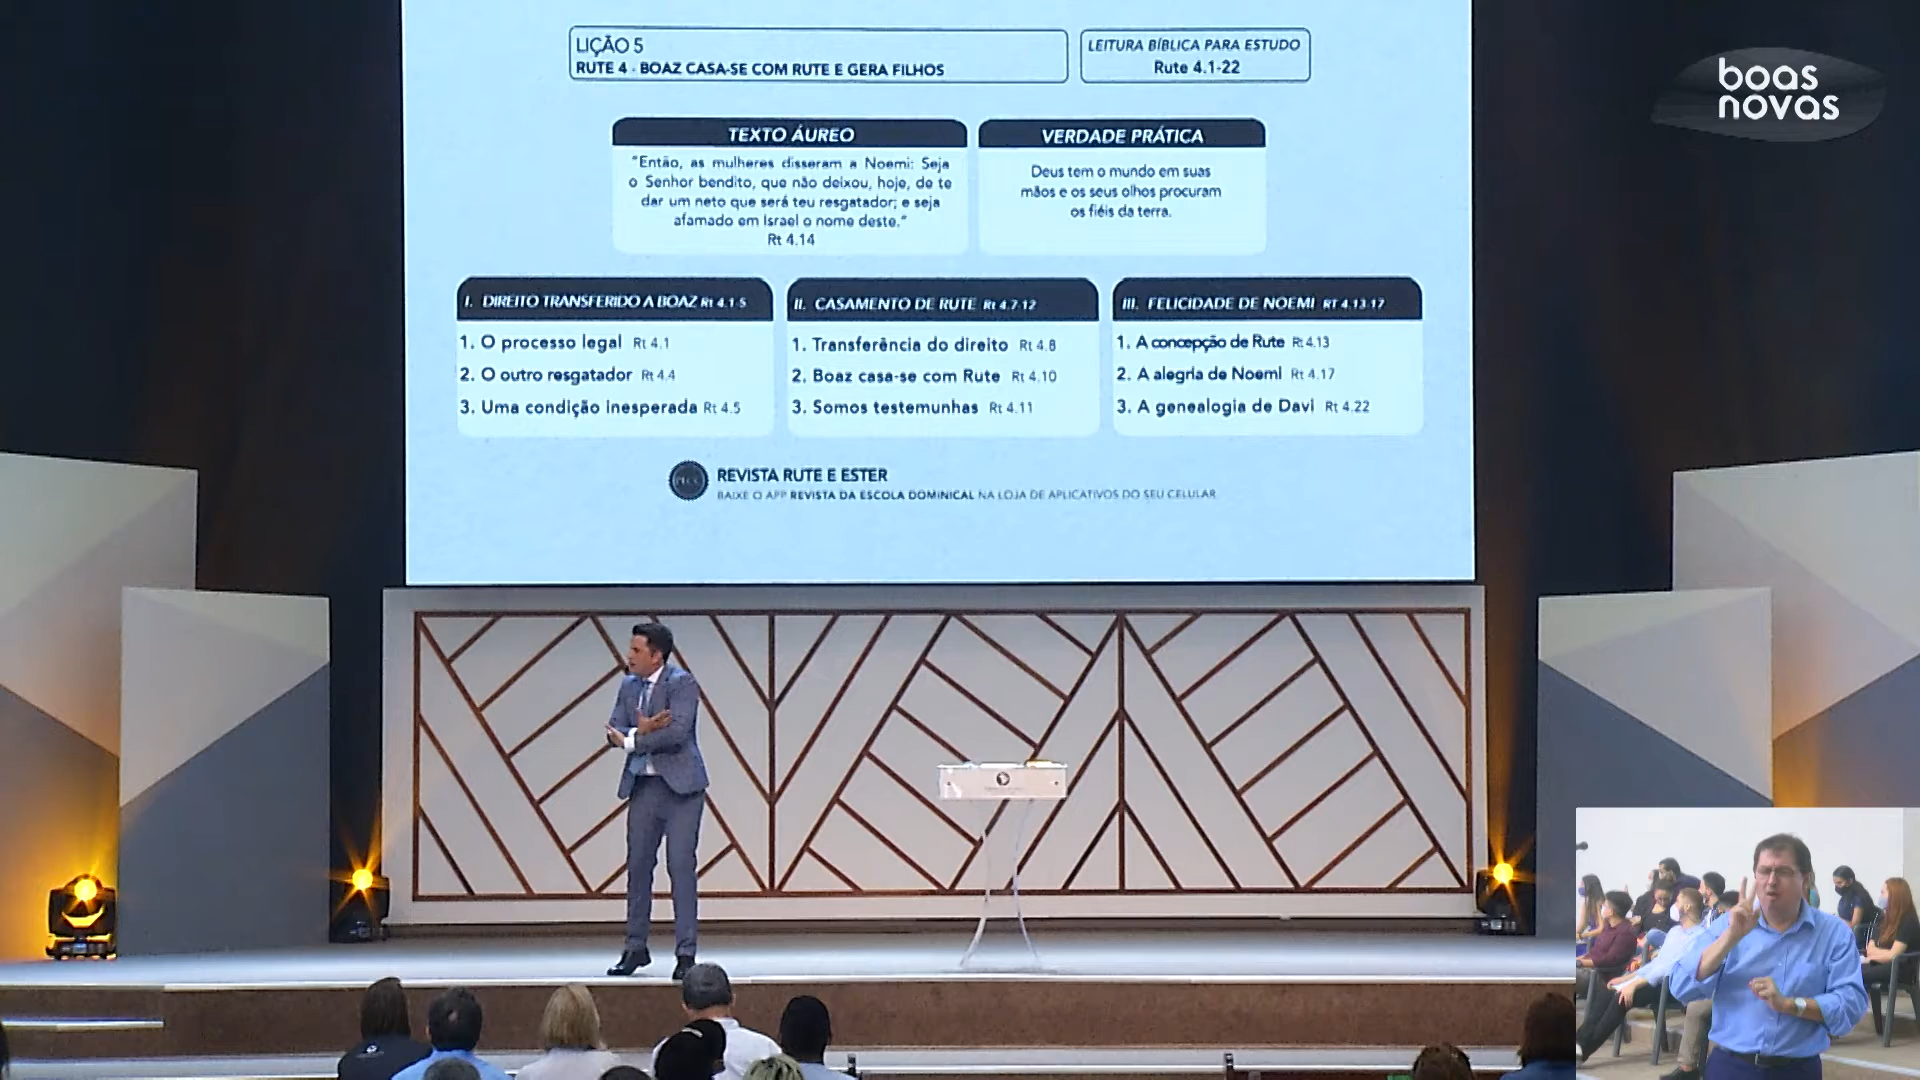 LIÇÃO 5
RUTE 4 - BOAZ CASA-SE COM RUTE E GERA FILHOS
LEITURA BÍBLICA PARA ESTUDO
Rute 4.1-22
boas
novas
TEXTO ÁUREO
"Então, as mulheres disseram a Noemi: Seja
o Senhor bendito, que não deixou, hoje, de te
dar um neto que será teu resgatador; e seja
afamado em Israel o nome deste."
Rt 4.14
VERDADE PRÁTICA
Deus tem o mundo em suas
mãos e os seus olhos procuram
os fiéis da terra.
I. DIREITO TRANSFERIDO A BOAZ Rt 4.1-5
1. O processo legal Rt 4.1
2. O outro resgatador Rt 4.4
3. Uma condição inesperada Rt 4.5
II. CASAMENTO DE RUTE Rt 4.7-12
1. Transferência do direito Rt 4.8
2. Boaz casa-se com Rute Rt 4.10
3. Somos testemunhas Rt 4.11
III. FELICIDADE DE NOEMI RT 4.13-17
1. A concepção de Rute Rt 4.13
2. A alegria de Noemi Rt 4.17
3. A genealogia de Davi Rt 4.22
REVISTA RUTE E ESTER
BAIXE O APP REVISTA DA ESCOLA DOMINICAL NA LOJA DE APLICATIVOS DO SEU CELULAR